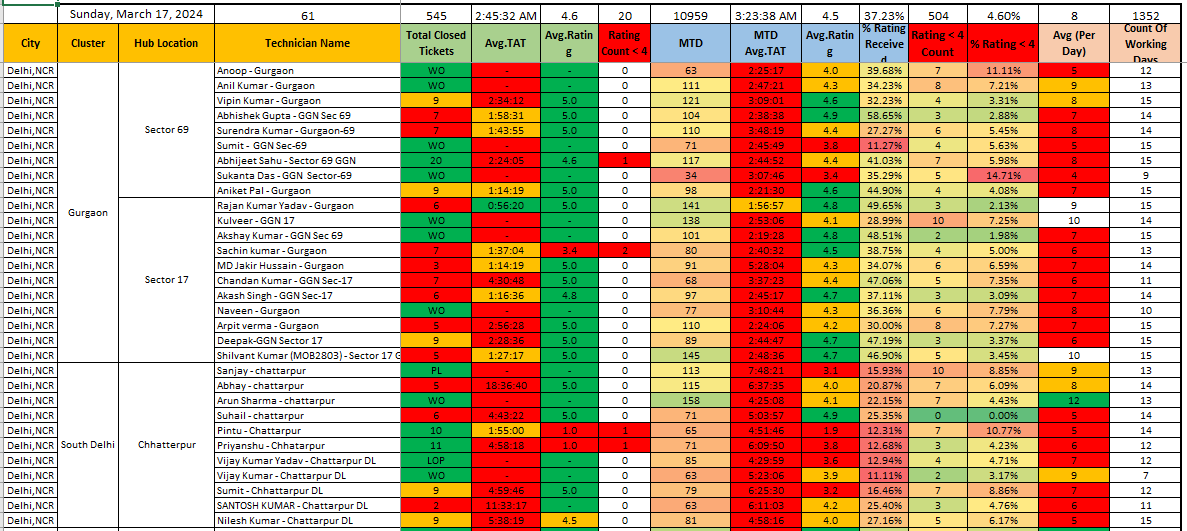 Sunday, March 17, 2024 61 545 2:45:32 AM 4.6 20 10959 3:23:38 AM 4.5 37.23% 504 4.60% 8 1352
City Cluster Hub Location Technician Name Total Closed Tickets Avg.TAT Avg.Rating Rating Count < 4 MTD MTD Avg.TAT Avg.Rating % Rating Received Rating < 4 Count % Rating < 4 Avg (Per Day) Count Of Working Days
Delhi,NCR Anoop - Gurgaon WO - - 0 63 2:25:17 4.0 39.68% 7 11.11% 5 12
Delhi,NCR Anil Kumar - Gurgaon WO - - 0 111 2:47:21 4.3 34.23% 8 7.21% 9 13
Delhi,NCR Vipin Kumar - Gurgaon 9 2:34:12 5.0 0 121 3:09:01 4.6 32.23% 4 3.31% 8 15
Delhi,NCR Abhishek Gupta - GGN Sec 69 7 1:58:31 5.0 0 104 2:38:38 4.9 58.65% 3 2.88% 7 15
Delhi,NCR Sector 69 Surendra Kumar - Gurgaon-69 7 1:43:55 5.0 0 110 3:48:19 4.4 27.27% 6 5.45% 8 14
Delhi,NCR Sumit - GGN Sec-69 WO - - 0 71 2:45:49 3.8 11.27% 4 5.63% 5 15
Delhi,NCR Abhijeet Sahu - Sector 69 GGN 20 2:24:05 4.6 1 117 2:44:52 4.4 41.03% 7 5.98% 8 15
Delhi,NCR Sukanta Das - GGN Sector-69 WO - - 0 34 3:07:46 3.4 35.29% 5 14.71% 4 9
Delhi,NCR Aniket Pal - Gurgaon 9 1:14:19 5.0 0 98 2:21:30 4.6 44.90% 4 4.08% 7 15
Delhi,NCR Gurgaon Rajan Kumar Yadav - Gurgaon 6 0:56:20 5.0 0 141 1:56:57 4.8 49.65% 3 2.13% 9 15
Delhi,NCR Kulveer - GGN 17 WO - - 0 138 2:53:06 4.1 28.99% 10 7.25% 10 14
Delhi,NCR Akshay Kumar - GGN Sec 69 WO - - 0 101 2:19:28 4.8 48.51% 2 1.98% 7 15
Delhi,NCR Sachin kumar - Gurgaon 7 1:37:04 3.4 2 80 2:40:32 4.5 38.75% 4 5.00% 6 13
Delhi,NCR MD Jakir Hussain - Gurgaon 3 1:14:19 5.0 0 91 5:28:04 4.3 34.07% 6 6.59% 7 14
Delhi,NCR Sector 17 Chandan Kumar - GGN Sec-17 7 4:30:48 5.0 0 68 3:37:23 4.4 47.06% 5 7.35% 6 11
Delhi,NCR Akash Singh - GGN Sec-17 6 1:16:36 4.8 0 97 2:45:17 4.7 37.11% 3 3.09% 7 14
Delhi,NCR Naveen - Gurgaon WO - - 0 77 3:10:44 4.3 36.36% 6 7.79% 8 10
Delhi,NCR Arpit verma - Gurgaon 5 2:56:28 5.0 0 110 2:24:06 4.2 30.00% 8 7.27% 7 15
Delhi,NCR Deepak-GGN Sector 17 9 2:28:36 5.0 0 89 2:44:47 4.7 47.19% 3 3.37% 6 15
Delhi,NCR Shilvant Kumar (MOB2803) - Sector 17 G 5 1:27:17 5.0 0 145 2:48:36 4.7 46.90% 5 3.45% 10 15
Delhi,NCR Sanjay - chattarpur PL - - 0 113 7:48:21 3.1 15.93% 10 8.85% 9 13
Delhi,NCR Abhay - chattarpur 5 18:36:40 5.0 0 115 6:37:35 4.0 20.87% 7 6.09% 8 14
Delhi,NCR Arun Sharma - chattarpur WO - - 0 158 4:25:08 4.1 22.15% 7 4.43% 12 13
Delhi,NCR Suhail - chattarpur 6 4:43:22 5.0 0 71 5:03:57 4.9 25.35% 0 0.00% 5 14
Delhi,NCR Pintu - Chattarpur 10 1:55:00 1.0 1 65 4:51:46 1.9 12.31% 7 10.77% 5 14
Delhi,NCR South Delhi Chhatterpur Priyanshu - Chhatarpur 11 4:58:18 1.0 1 71 6:09:50 3.8 12.68% 3 4.23% 6 12
Delhi,NCR Vijay Kumar Yadav - Chattarpur DL LOP - - 0 85 4:29:59 3.6 12.94% 4 4.71% 7 12
Delhi,NCR Vijay Kumar - Chattarpur DL WO - - 0 63 5:23:06 3.9 11.11% 2 3.17% 9 7
Delhi,NCR Sumit - Chhattarpur DL 9 4:59:46 5.0 0 79 6:25:30 3.2 16.46% 7 8.86% 7 12
Delhi,NCR SANTOSH KUMAR - Chattarpur DL 2 11:33:17 - 0 63 6:11:03 4.2 25.40% 3 4.76% 6 11
Delhi,NCR Nilesh Kumar - Chattarpur DL 9 5:38:19 4.5 0 81 4:58:16 4.0 27.16% 5 6.17% 5 15